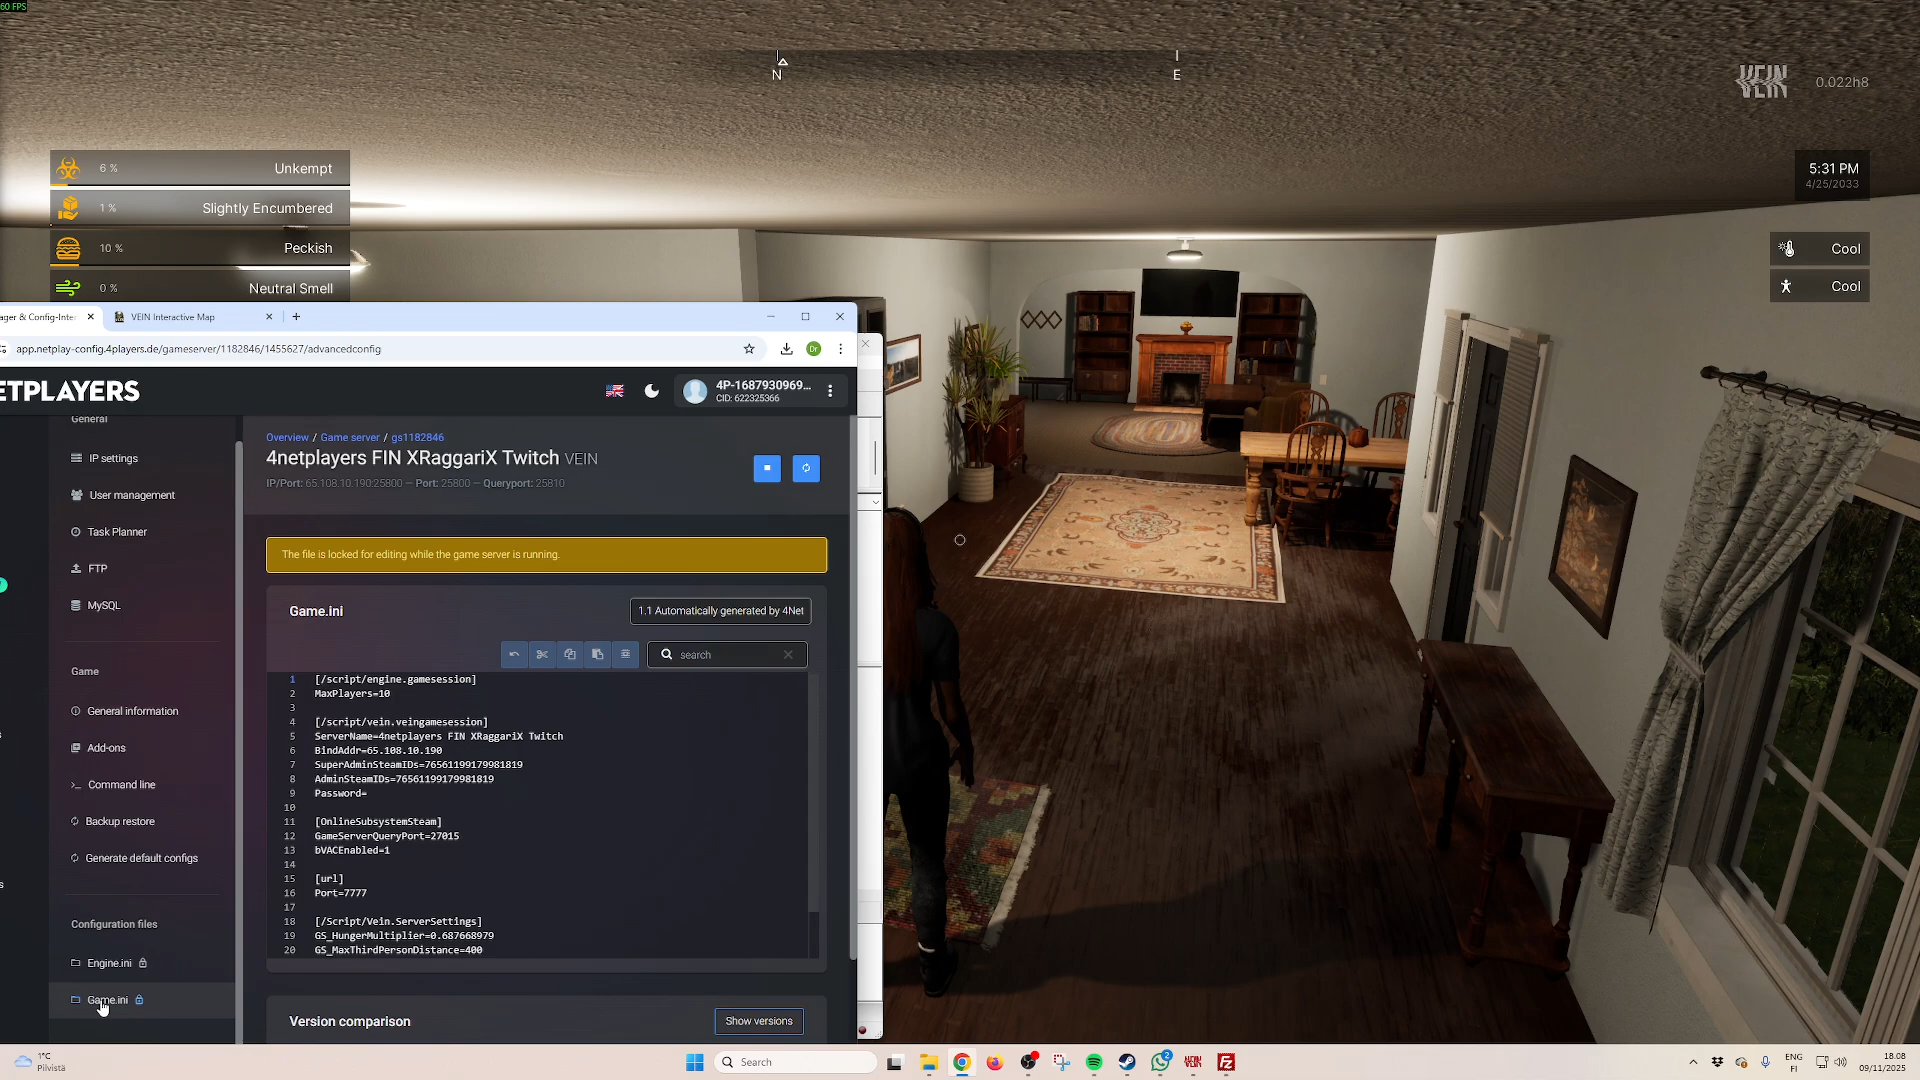 60 FPS
N
E
VEIN
0.022h8
5:31 PM
4/25/2033
6 %
Unkempt
1 %
Slightly Encumbered
10 %
Peckish
0 %
Neutral Smell
Cool
Cool
ager & Config-Inter
VEIN Interactive Map
app.netplay-config.4players.de/gameserver/1182846/1455627/advancedconfig
Dr
ETPLAYERS
4P-1687930969...
CID: 622325366
General
IP settings
User management
Task Planner
FTP
MySQL
Game
General information
Add-ons
Command line
Backup restore
Generate default configs
Configuration files
Engine.ini
Game.ini
Overview / Game server / gs1182846
4netplayers FIN XRaggariX Twitch VEIN
IP/Port: 65.108.10.190:25800 — Port: 25800 — Queryport: 25810
The file is locked for editing while the game server is running.
Game.ini
1.1 Automatically generated by 4Net
search
1 [/script/engine.gamesession]
2 MaxPlayers=10
3
4 [/script/vein.veingamesession]
5 ServerName=4netplayers FIN XRaggariX Twitch
6 BindAddr=65.108.10.190
7 SuperAdminSteamIDs=76561199179981819
8 AdminSteamIDs=76561199179981819
9 Password=
10
11 [OnlineSubsystemSteam]
12 GameServerQueryPort=27015
13 bVACEnabled=1
14
15 [url]
16 Port=7777
17
18 [/Script/Vein.ServerSettings]
19 GS_HungerMultiplier=0.687668979
20 GS_MaxThirdPersonDistance=400
Version comparison
Show versions
1°C
Pilvistä
Search
2
VEIN
ENG
FI
18.08
09/11/2025